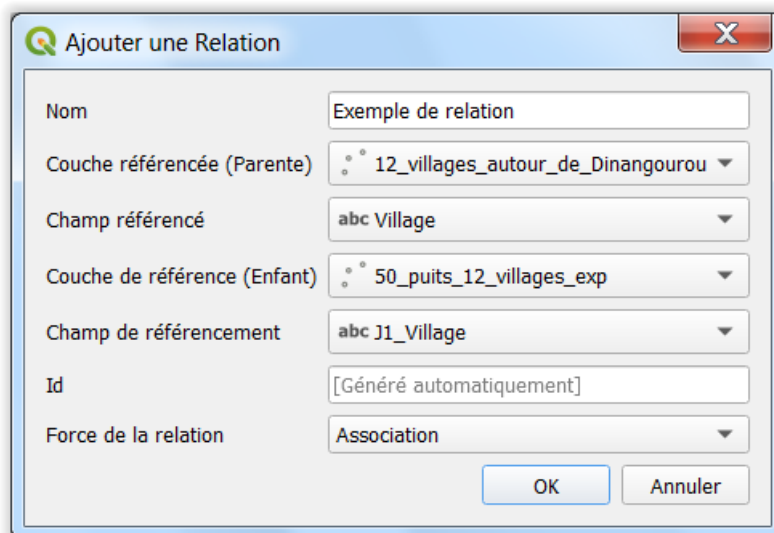 Ajouter une Relation
Nom Exemple de relation
Couche référencée (Parente) 12_villages_autour_de_Dinangourou
Champ référencé abc Village
Couche de référence (Enfant) 50_puits_12_villages_exp
Champ de référencement abc J1_Village
Id [Généré automatiquement]
Force de la relation Association
OK Annuler